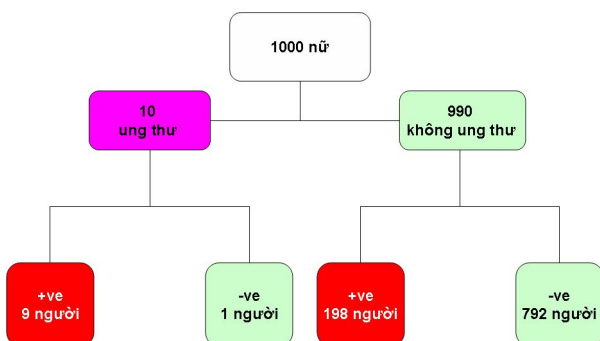 1000 nữ
10
ung thư
990
không ung thư
+ve
9 người
-ve
1 người
+ve
198 người
-ve
792 người